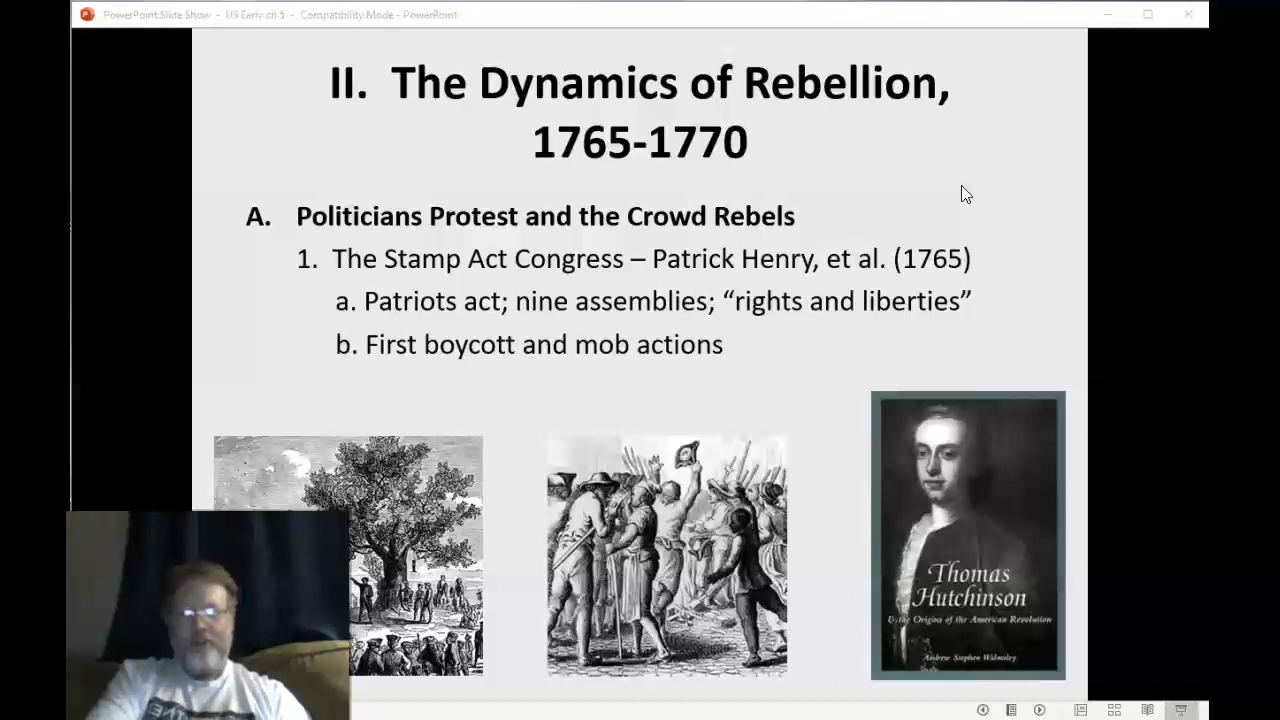 PowerPoint Slide Show - US Early ch 5 - Compatibility Mode - PowerPoint
II. The Dynamics of Rebellion,
1765-1770
A. Politicians Protest and the Crowd Rebels
1. The Stamp Act Congress – Patrick Henry, et al. (1765)
a. Patriots act; nine assemblies; “rights and liberties”
b. First boycott and mob actions
Thomas
Hutchinson
& the Origins of the American Revolution
Andrew Stephen Walmsley